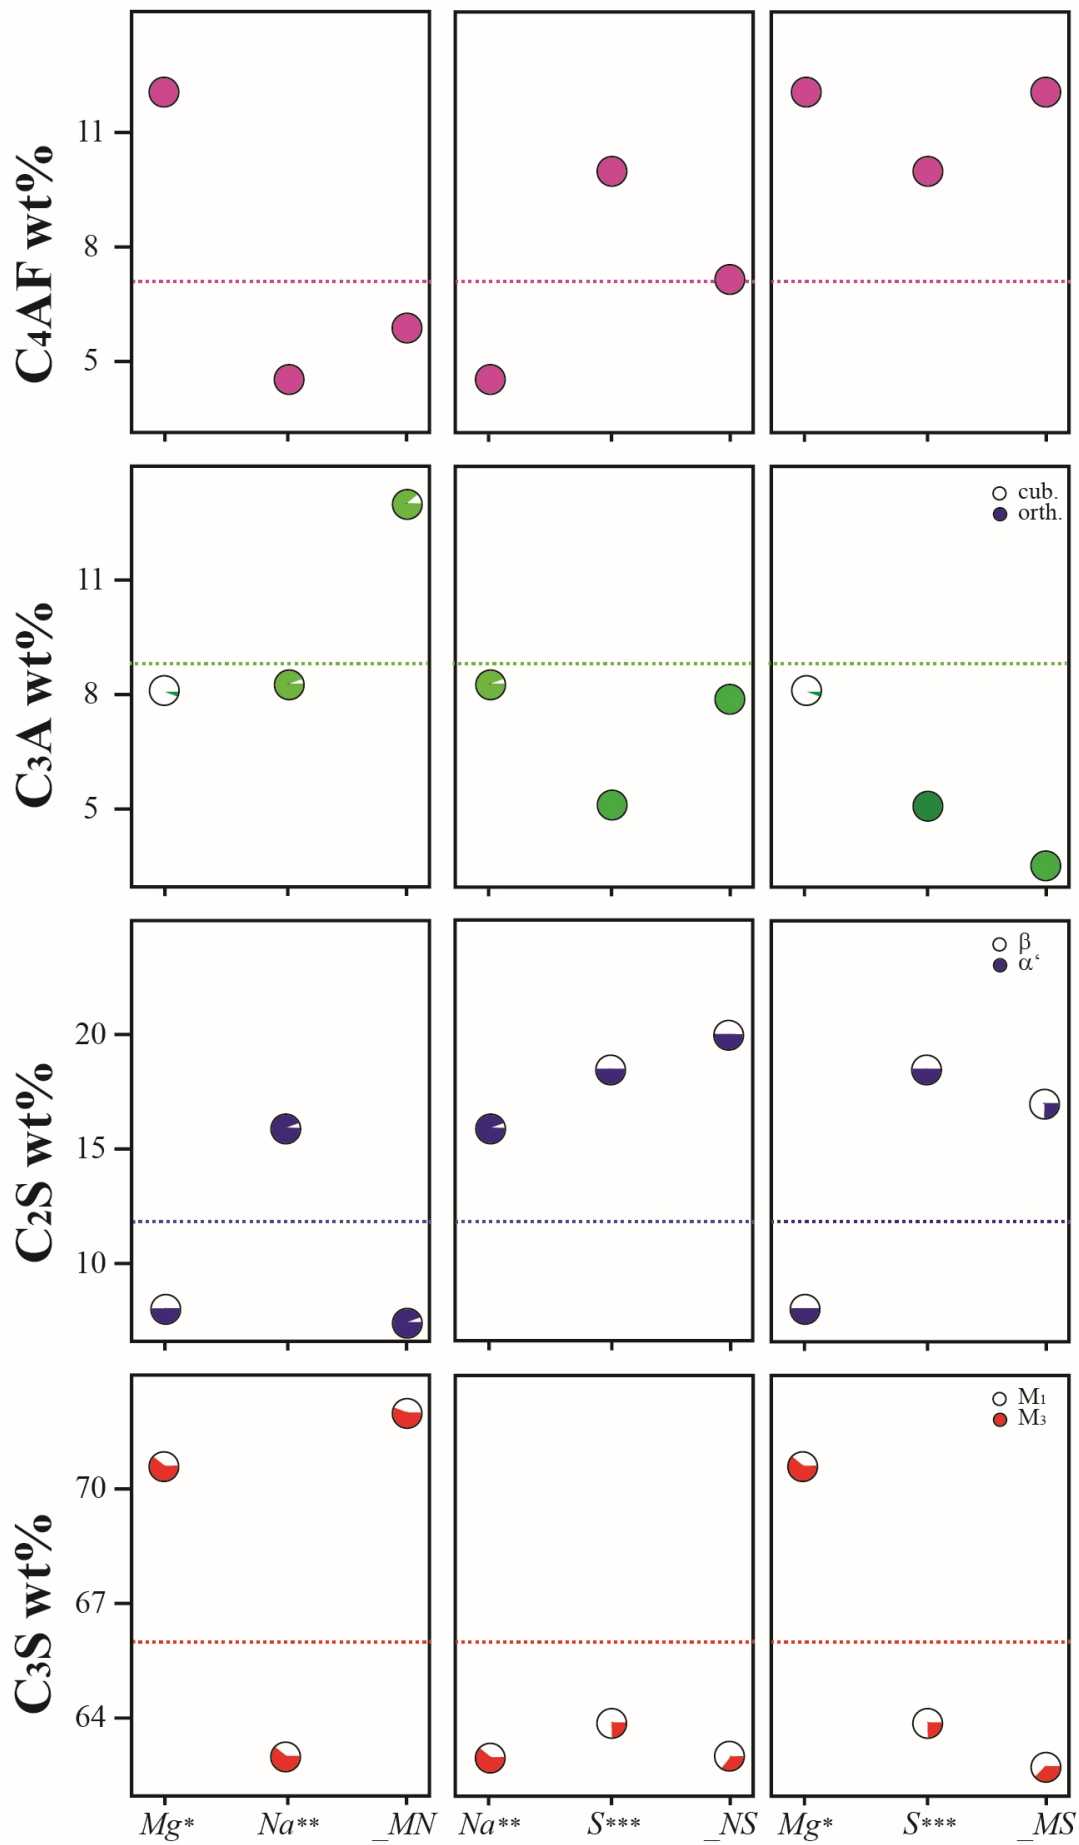 C4AF wt%
11
8
5
C3A wt%
11
8
5
cub.
orth.
C2S wt%
20
15
10
β
α‘
C3S wt%
70
67
64
M1
M3
Mg* Na** _MN Na** S*** _NS Mg* S*** _MS